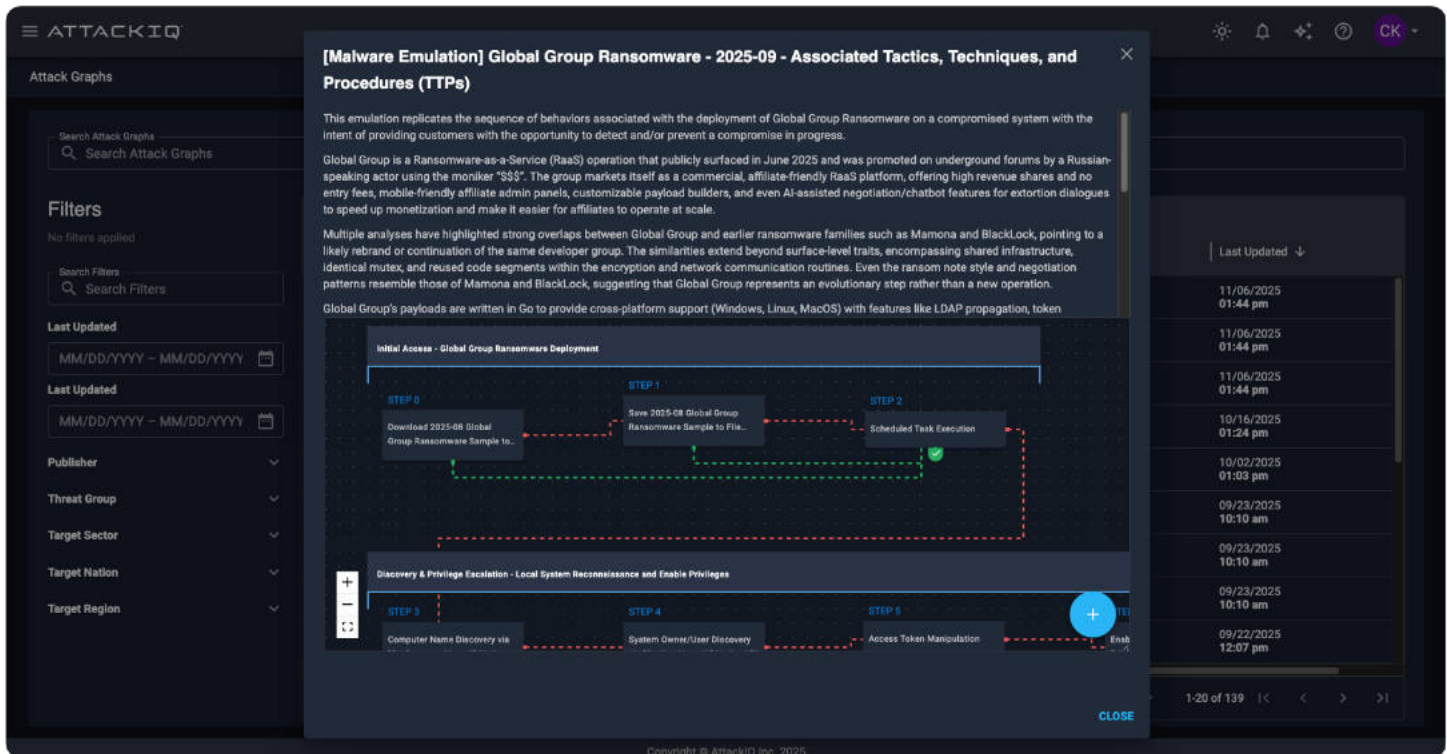 ATTACKIQ
CK
Attack Graphs
Search Attack Graphs
Search Attack Graphs
Filters
No filters applied
Search Filters
Search Filters
Last Updated
MM/DD/YYYY – MM/DD/YYYY
Last Updated
MM/DD/YYYY – MM/DD/YYYY
Publisher
Threat Group
Target Sector
Target Nation
Target Region
[Malware Emulation] Global Group Ransomware - 2025-09 - Associated Tactics, Techniques, and
Procedures (TTPs)
This emulation replicates the sequence of behaviors associated with the deployment of Global Group Ransomware on a compromised system with the
intent of providing customers with the opportunity to detect and/or prevent a compromise in progress.
Global Group is a Ransomware-as-a-Service (RaaS) operation that publicly surfaced in June 2025 and was promoted on underground forums by a Russian-
speaking actor using the moniker “$$$”. The group markets itself as a commercial, affiliate-friendly RaaS platform, offering high revenue shares and no
entry fees, mobile-friendly affiliate admin panels, customizable payload builders, and even AI-assisted negotiation/chatbot features for extortion dialogues
to speed up monetization and make it easier for affiliates to operate at scale.
Multiple analyses have highlighted strong overlaps between Global Group and earlier ransomware families such as Mamona and BlackLock, pointing to a
likely rebrand or continuation of the same developer group. The similarities extend beyond surface-level traits, encompassing shared infrastructure,
identical mutex, and reused code segments within the encryption and network communication routines. Even the ransom note style and negotiation
patterns resemble those of Mamona and BlackLock, suggesting that Global Group represents an evolutionary step rather than a new operation.
Global Group's payloads are written in Go to provide cross-platform support (Windows, Linux, MacOS) with features like LDAP propagation, token
Initial Access - Global Group Ransomware Deployment
STEP 0
Download 2025-08 Global
Group Ransomware Sample to...
STEP 1
Save 2025-08 Global Group
Ransomware Sample to File...
STEP 2
Scheduled Task Execution
Discovery & Privilege Escalation - Local System Reconnaissance and Enable Privileges
STEP 3
Computer Name Discovery via
STEP 4
System Owner/User Discovery
STEP 5
Access Token Manipulation
Enab
CLOSE
Last Updated
11/06/2025
01:44 pm
11/06/2025
01:44 pm
11/06/2025
01:44 pm
10/16/2025
01:24 pm
10/02/2025
01:03 pm
09/23/2025
10:10 am
09/23/2025
10:10 am
09/23/2025
10:10 am
09/22/2025
12:07 pm
1-20 of 139
Copyright © AttackIQ Inc. 2025